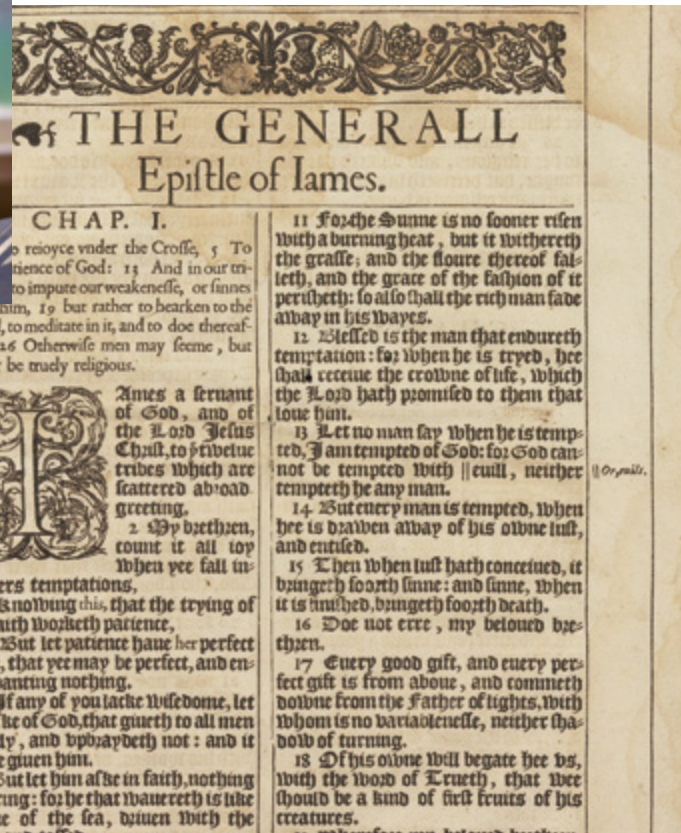 THE GENERALL
Epiſtle of Iames.
CHAP. I.
reioyce vnder the Croſſe, 5 To
tience of God: 13 And in our tri-
to impute our weakeneſſe, or ſinnes
him, 19 but rather to hearken to the
, to meditate in it, and to doe thereaf-
26 Otherwiſe men may ſeeme, but
be truely religious.
IAmes a ſeruant
of God, and of
the Lord Jeſus
Chriſt, to yͤ twelue
tribes which are
ſcattered abroad
greeting.
2 My brethren,
count it all ioy
when yee fall in-
ers temptations,
Knowing this, that the trying of
aith worketh patience,
But let patience haue her perfect
, that yee may be perfect, and en-
wanting nothing.
If any of you lacke wiſedome, let
ke of God, that giueth to all men
ly, and vpbraydeth not: and it
e giuen him.
But let him aſke in faith, nothing
ring: for he that wauereth is like
e of the ſea, driuen with the
11 For the Sunne is no ſooner riſen
with a burning heat, but it withereth
the graſſe; and the floure thereof fal-
leth, and the grace of the faſhion of it
periſheth: ſo alſo ſhall the rich man fade
away in his wayes.
12 Bleſſed is the man that endureth
temptation: for when he is tryed, hee
ſhall receiue the crowne of life, which
the Lord hath promiſed to them that
loue him.
13 Let no man ſay when he is temp-
ted, I am tempted of God: for God can-
not be tempted with ||euill, neither
tempteth he any man.
14 But euery man is tempted, when
hee is drawen away of his owne luſt,
and entiſed.
15 Then when luſt hath conceiued, it
bringeth foorth ſinne: and ſinne, when
it is finiſhed, bringeth foorth death.
16 Doe not erre, my beloued bre-
thren.
17 Euery good gift, and euery per-
fect gift is from aboue, and commeth
downe from the Father of lights, with
whom is no variableneſſe, neither ſha-
dow of turning.
18 Of his owne will begate hee vs,
with the word of Trueth, that wee
ſhould be a kind of firſt fruits of his
creatures.
||Or, euils.